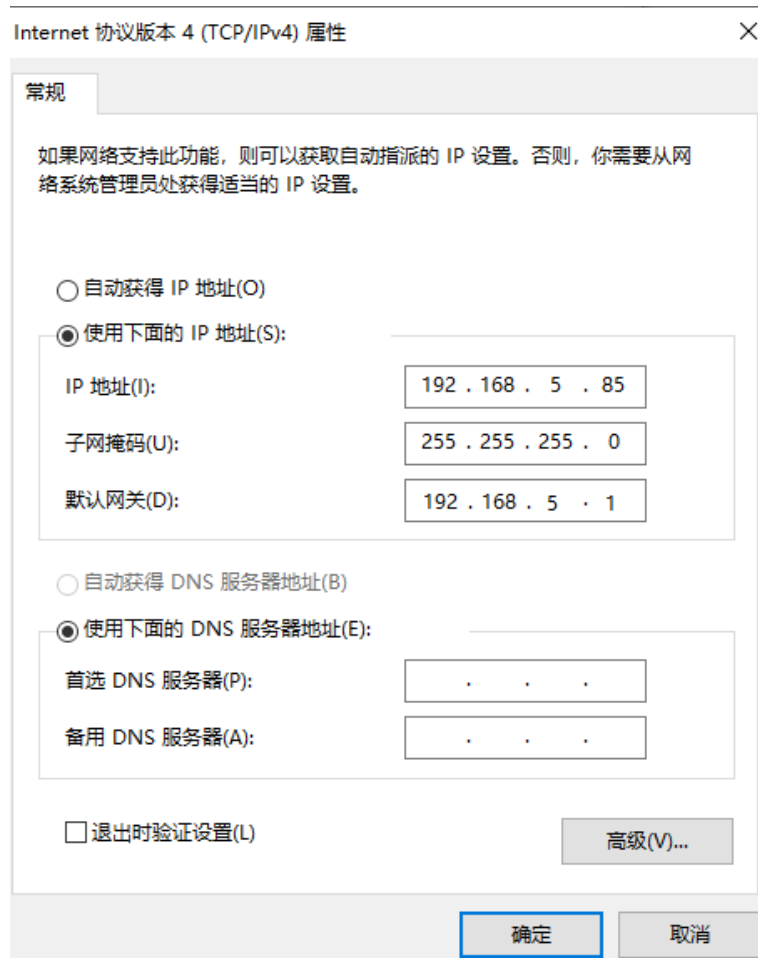 Internet 协议版本 4 (TCP/IPv4) 属性
常规
如果网络支持此功能，则可以获取自动指派的 IP 设置。否则，你需要从网
络系统管理员处获得适当的 IP 设置。
自动获得 IP 地址(O)
使用下面的 IP 地址(S):
IP 地址(I): 192 . 168 . 5 . 85
子网掩码(U): 255 . 255 . 255 . 0
默认网关(D): 192 . 168 . 5 . 1
自动获得 DNS 服务器地址(B)
使用下面的 DNS 服务器地址(E):
首选 DNS 服务器(P): . . .
备用 DNS 服务器(A): . . .
退出时验证设置(L)
高级(V)...
确定 取消